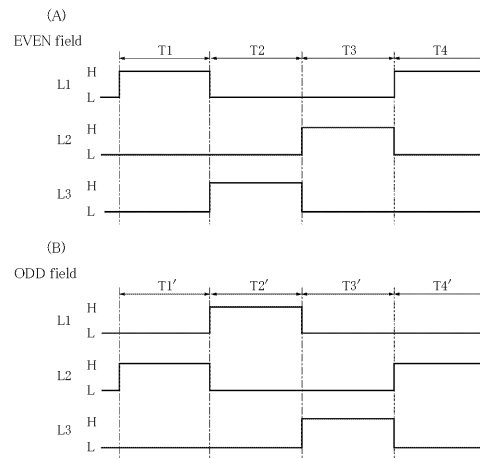 (A)
EVEN field
T1 T2 T3 T4
H
L1
L
H
L2
L
H
L3
L
(B)
ODD field
T1′ T2′ T3′ T4′
H
L1
L
H
L2
L
H
L3
L